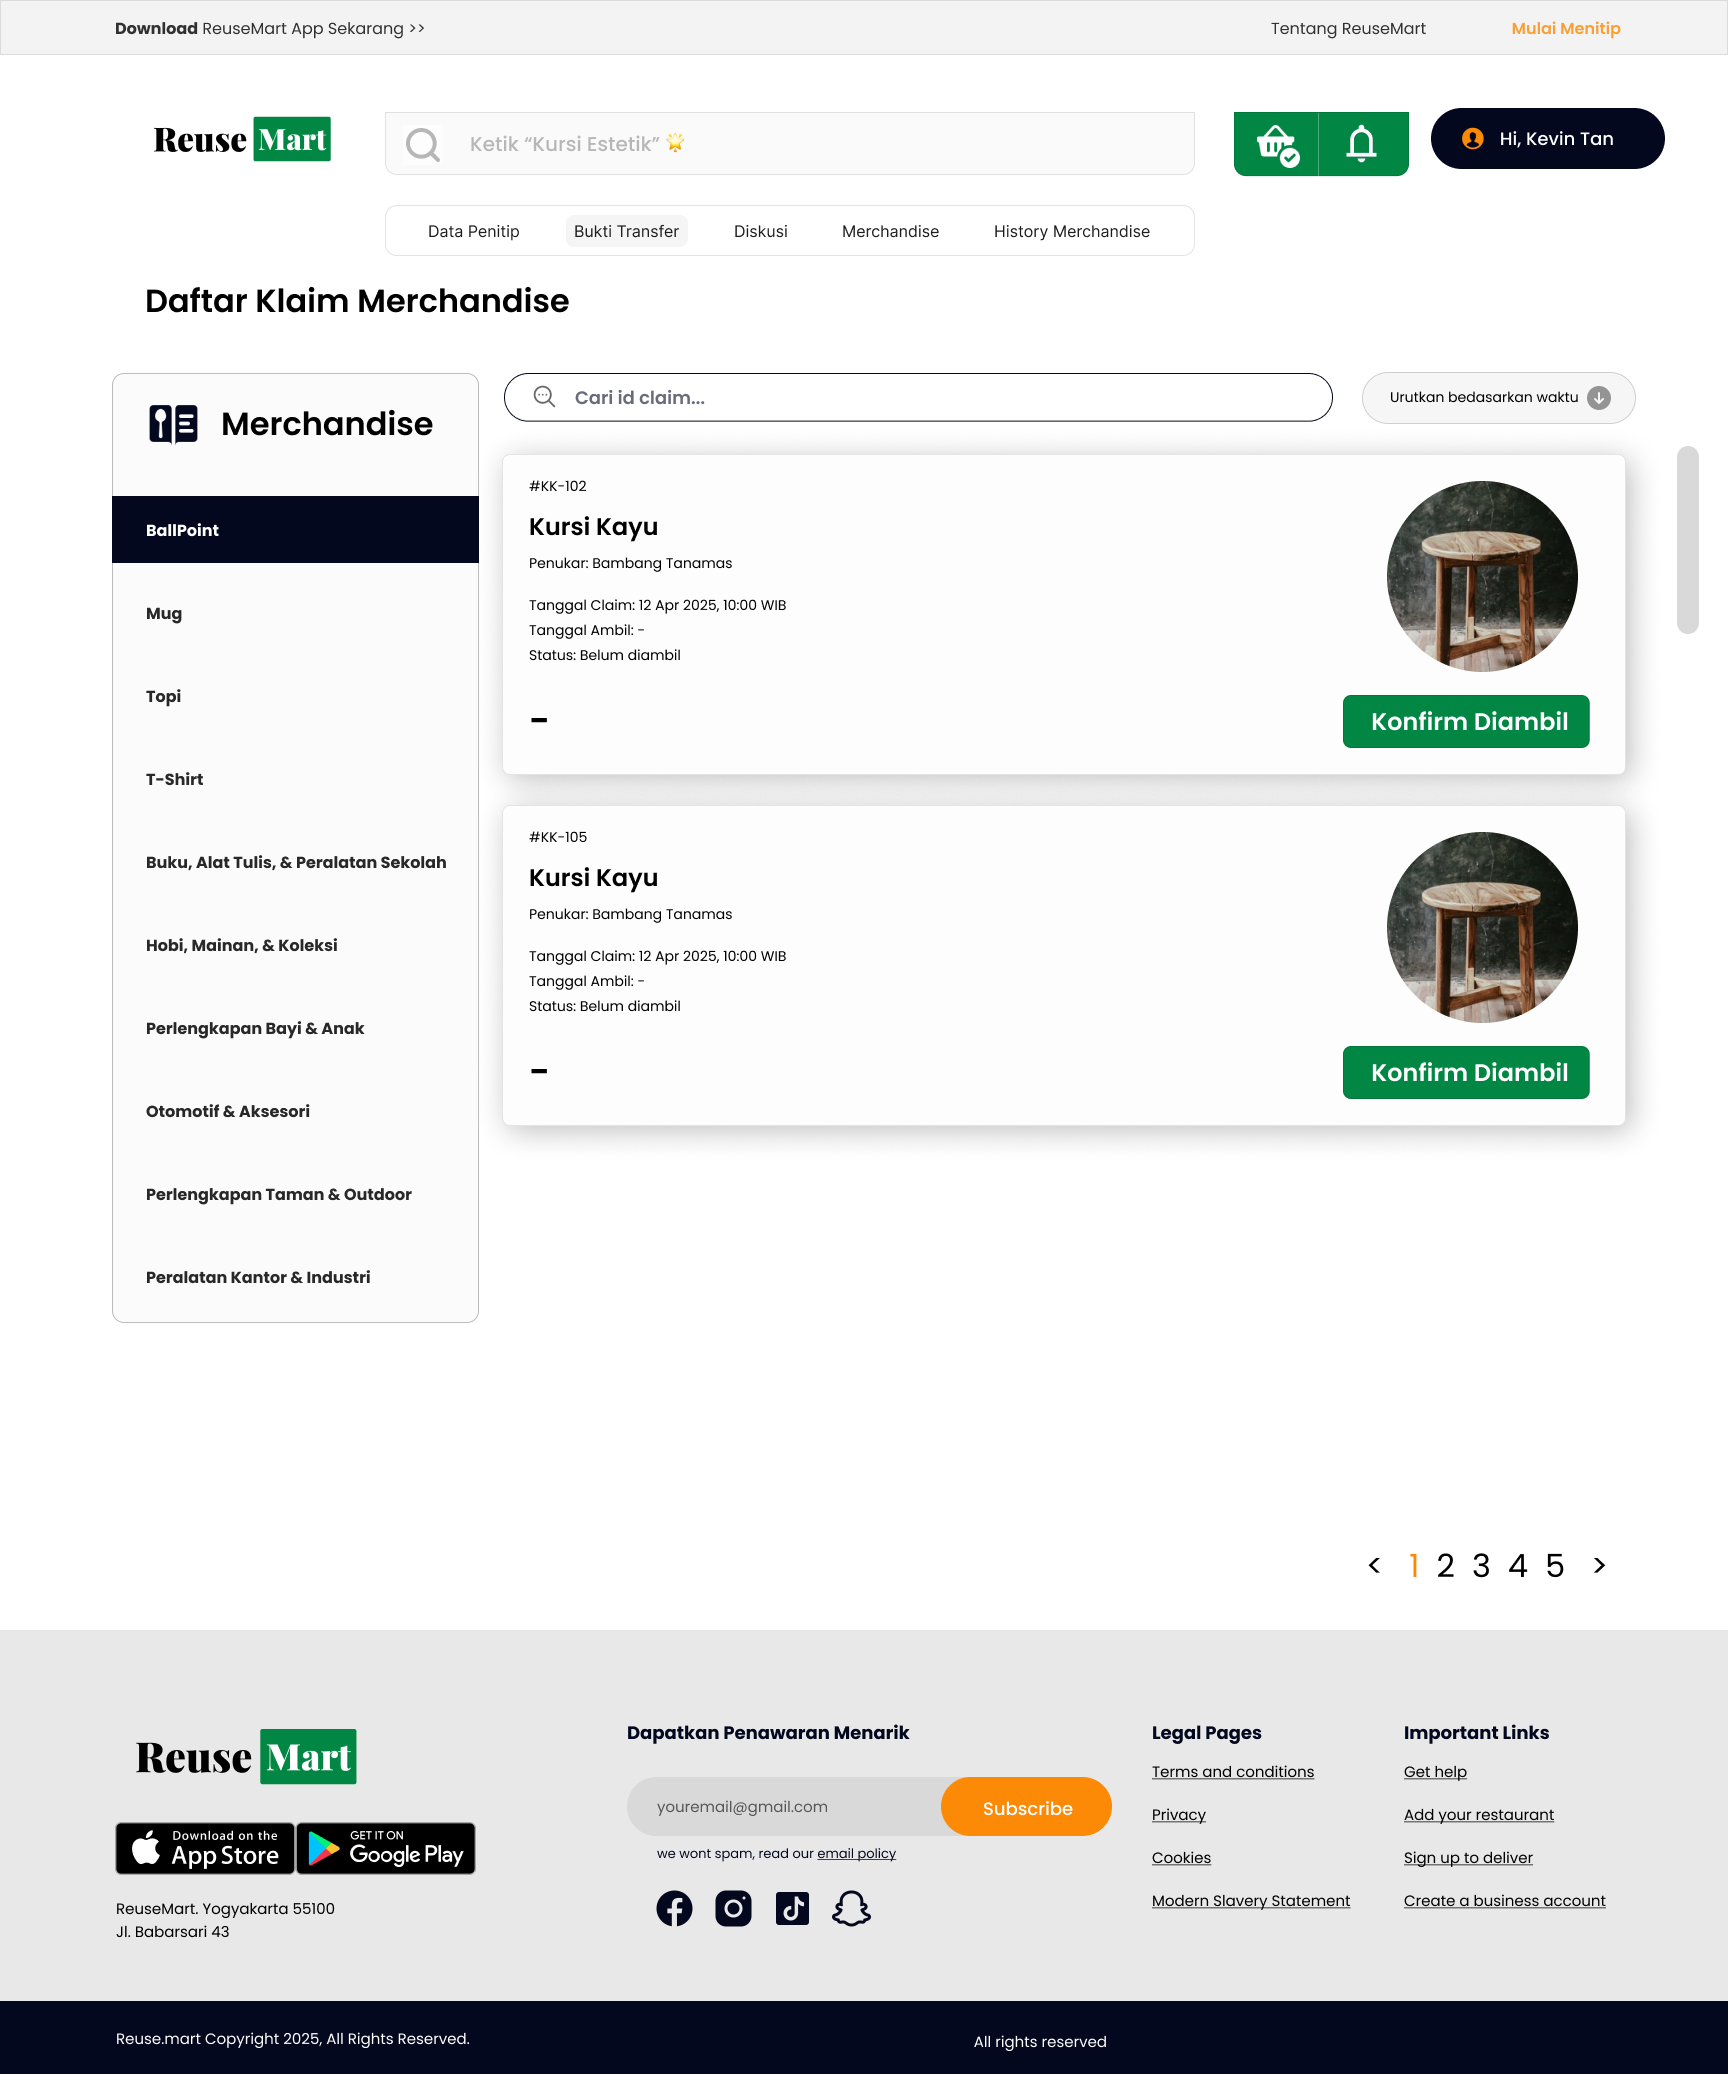 Download ReuseMart App Sekarang >>
Tentang ReuseMart
Mulai Menitip
Reuse Mart
Ketik “Kursi Estetik” 🌟
Hi, Kevin Tan
Data Penitip
Bukti Transfer
Diskusi
Merchandise
History Merchandise
Daftar Klaim Merchandise
Merchandise
BallPoint
Mug
Topi
T-Shirt
Buku, Alat Tulis, & Peralatan Sekolah
Hobi, Mainan, & Koleksi
Perlengkapan Bayi & Anak
Otomotif & Aksesori
Perlengkapan Taman & Outdoor
Peralatan Kantor & Industri
Cari id claim...
Urutkan bedasarkan waktu
#KK-102
Kursi Kayu
Penukar: Bambang Tanamas
Tanggal Claim: 12 Apr 2025, 10:00 WIB
Tanggal Ambil: -
Status: Belum diambil
-
Konfirm Diambil
#KK-105
Kursi Kayu
Penukar: Bambang Tanamas
Tanggal Claim: 12 Apr 2025, 10:00 WIB
Tanggal Ambil: -
Status: Belum diambil
-
Konfirm Diambil
< 1 2 3 4 5 >
Reuse Mart
Download on the
App Store
GET IT ON
Google Play
ReuseMart. Yogyakarta 55100
Jl. Babarsari 43
Dapatkan Penawaran Menarik
youremail@gmail.com
Subscribe
we wont spam, read our email policy
Legal Pages
Terms and conditions
Privacy
Cookies
Modern Slavery Statement
Important Links
Get help
Add your restaurant
Sign up to deliver
Create a business account
Reuse.mart Copyright 2025, All Rights Reserved.
All rights reserved